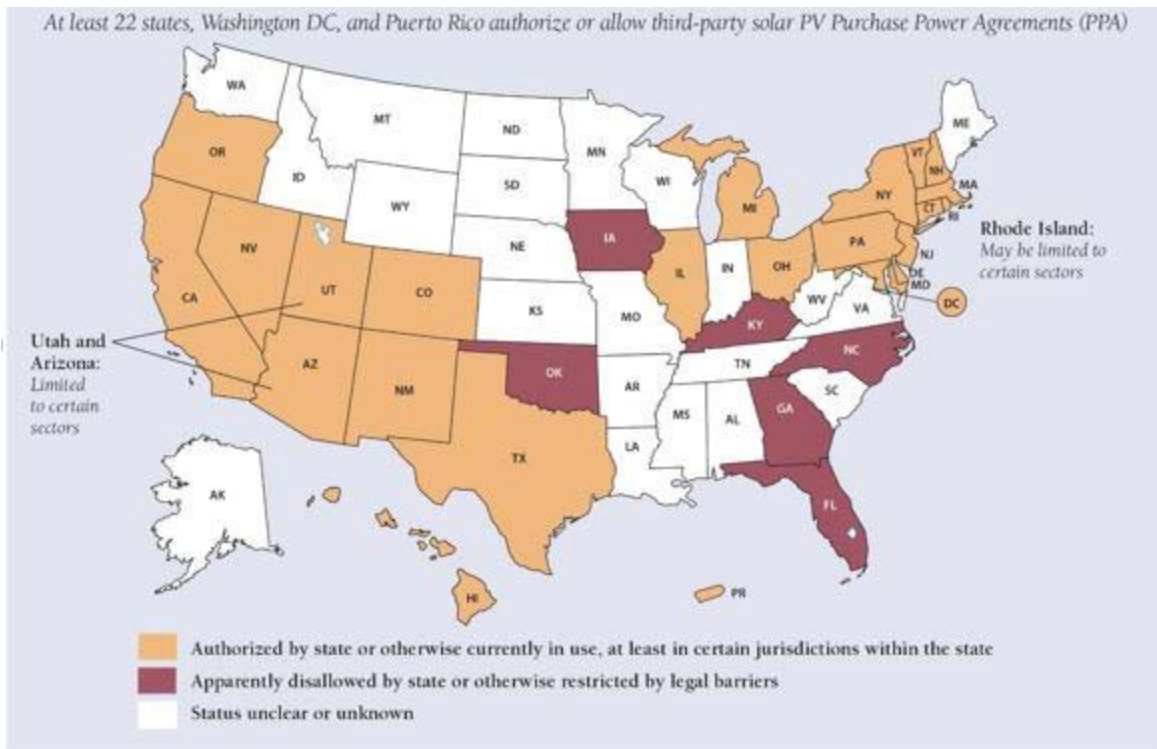 At least 22 states, Washington DC, and Puerto Rico authorize or allow third-party solar PV Purchase Power Agreements (PPA)
WA
MT
ND
MN
ME
OR
ID
SD
WI
VT
NH
WY
MI
NY
MA
CT
RI
Rhode Island:
May be limited to
certain sectors
NV
NE
IA
PA
NJ
UT
CO
IL
IN
OH
DE
MD
DC
CA
KS
MO
WV
VA
KY
Utah and
Arizona:
Limited
to certain
sectors
AZ
NM
OK
AR
TN
NC
SC
MS
AL
GA
TX
LA
FL
AK
HI
PR
Authorized by state or otherwise currently in use, at least in certain jurisdictions within the state
Apparently disallowed by state or otherwise restricted by legal barriers
Status unclear or unknown